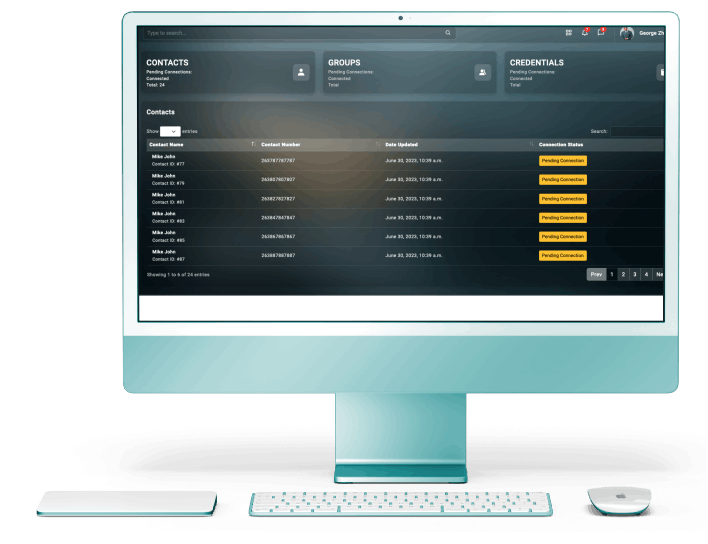 Type to search...
George Zh
CONTACTS
Pending Connections:
Connected
Total: 24
GROUPS
Pending Connections:
Connected
Total
CREDENTIALS
Pending Connections:
Connected
Total
Contacts
Show entries
Search:
Contact Name Contact Number Date Updated Connection Status
Mike John
Contact ID: #77
263787767787 June 30, 2023, 10:39 a.m. Pending Connection
Mike John
Contact ID: #79
263807807807 June 30, 2023, 10:39 a.m. Pending Connection
Mike John
Contact ID: #81
263827827827 June 30, 2023, 10:39 a.m. Pending Connection
Mike John
Contact ID: #83
263847847847 June 30, 2023, 10:39 a.m. Pending Connection
Mike John
Contact ID: #85
263867867867 June 30, 2023, 10:39 a.m. Pending Connection
Mike John
Contact ID: #87
263887887887 June 30, 2023, 10:39 a.m. Pending Connection
Showing 1 to 6 of 24 entries
Prev 1 2 3 4 Ne